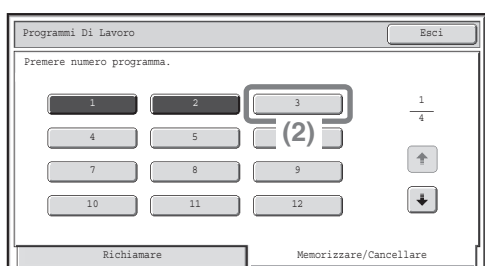 Programmi Di Lavoro Esci
Premere numero programma.
1 2 3 1
4 5 (2) 4
7 8 9
10 11 12
Richiamare Memorizzare/Cancellare